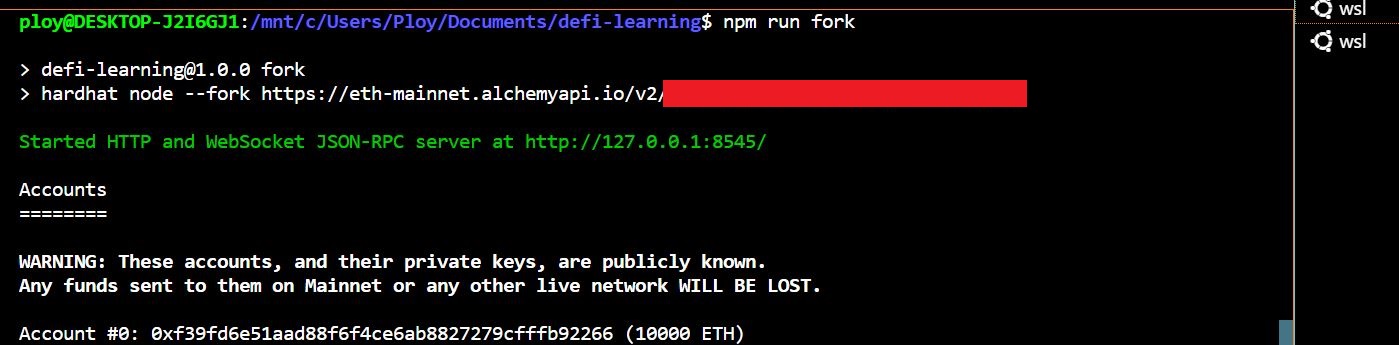 ploy@DESKTOP-J2I6GJ1:/mnt/c/Users/Ploy/Documents/defi-learning$ npm run fork
> defi-learning@1.0.0 fork
> hardhat node --fork https://eth-mainnet.alchemyapi.io/v2/
Started HTTP and WebSocket JSON-RPC server at http://127.0.0.1:8545/
Accounts
========
WARNING: These accounts, and their private keys, are publicly known.
Any funds sent to them on Mainnet or any other live network WILL BE LOST.
Account #0: 0xf39fd6e51aad88f6f4ce6ab8827279cfffb92266 (10000 ETH)
wsl
wsl